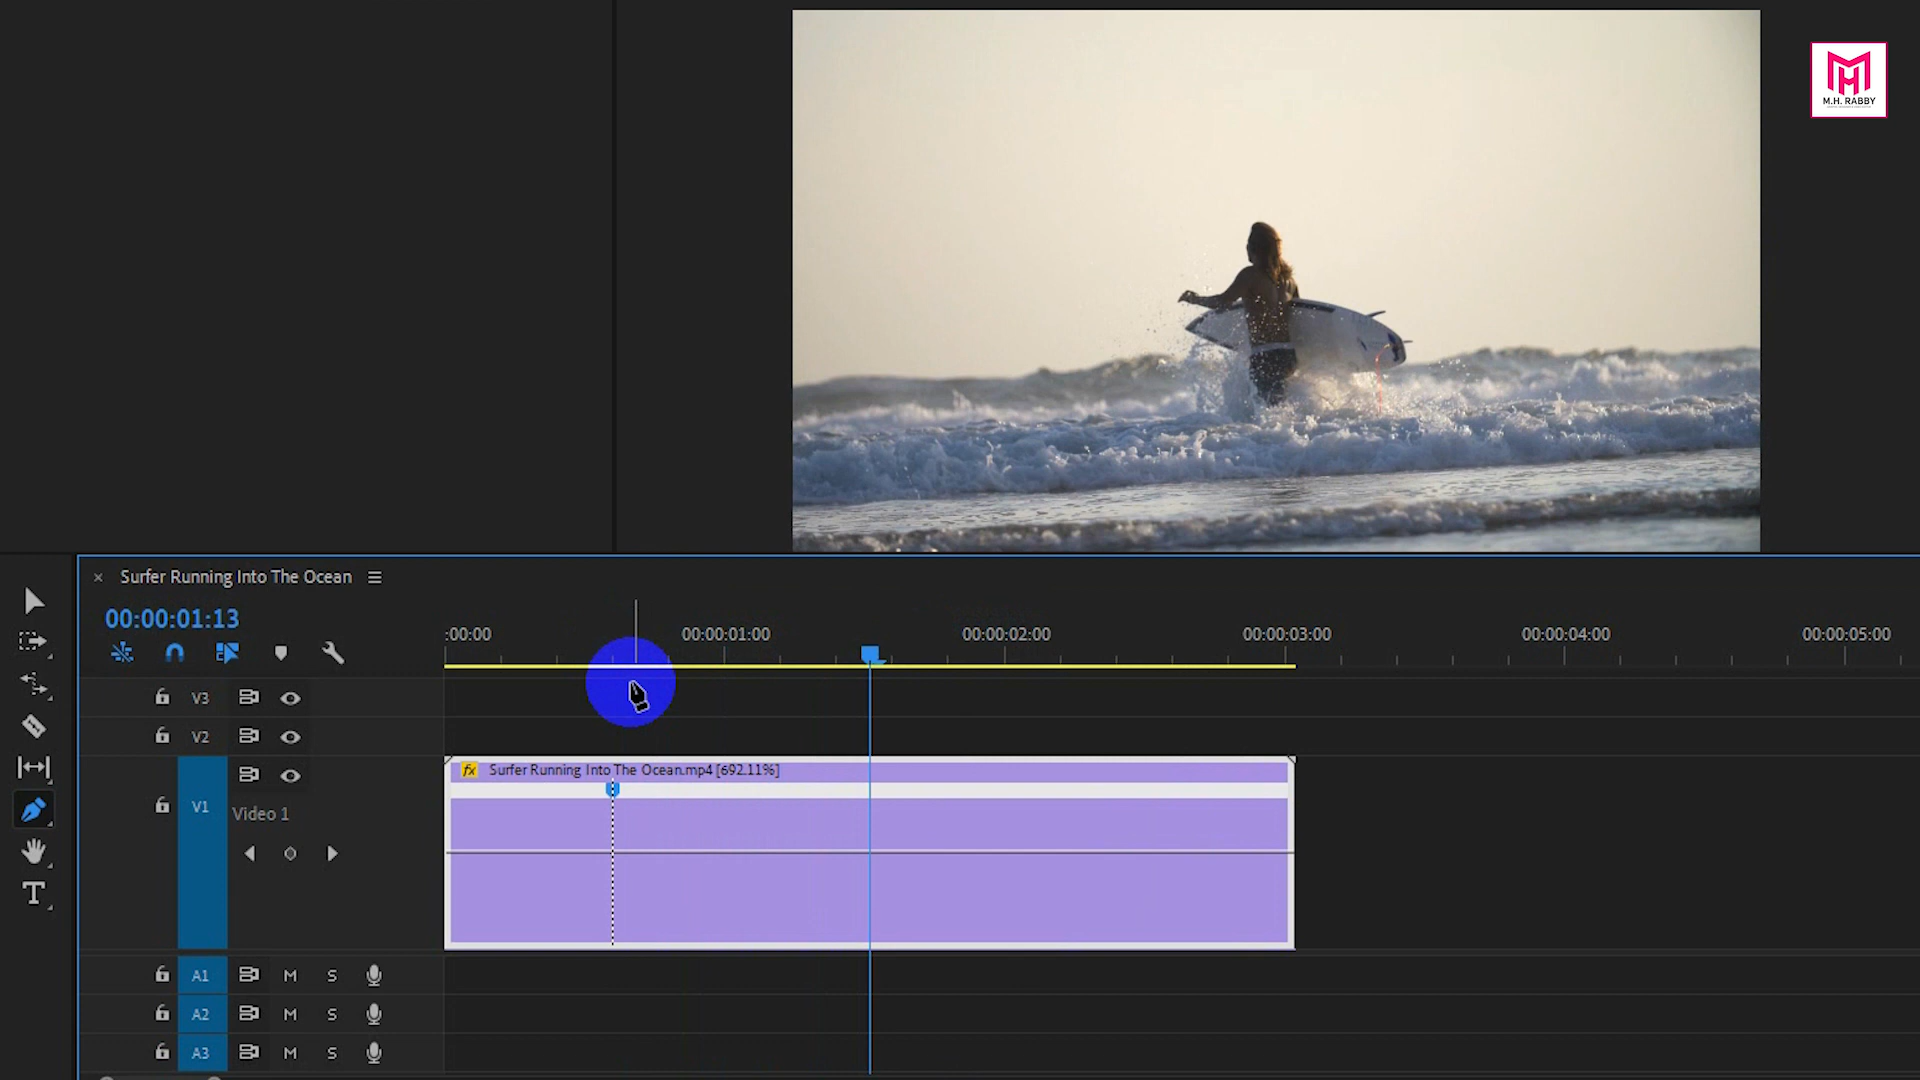 M.H. RABBY
Surfer Running Into The Ocean
00:00:01:13
:00:00 00:00:01:00 00:00:02:00 00:00:03:00 00:00:04:00 00:00:05:00
V3
V2
fx Surfer Running Into The Ocean.mp4 [692.11%]
V1
Video 1
A1 M S
A2 M S
A3 M S